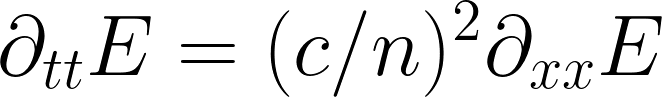 ∂ₜₜE = (c/n)²∂ₓₓE